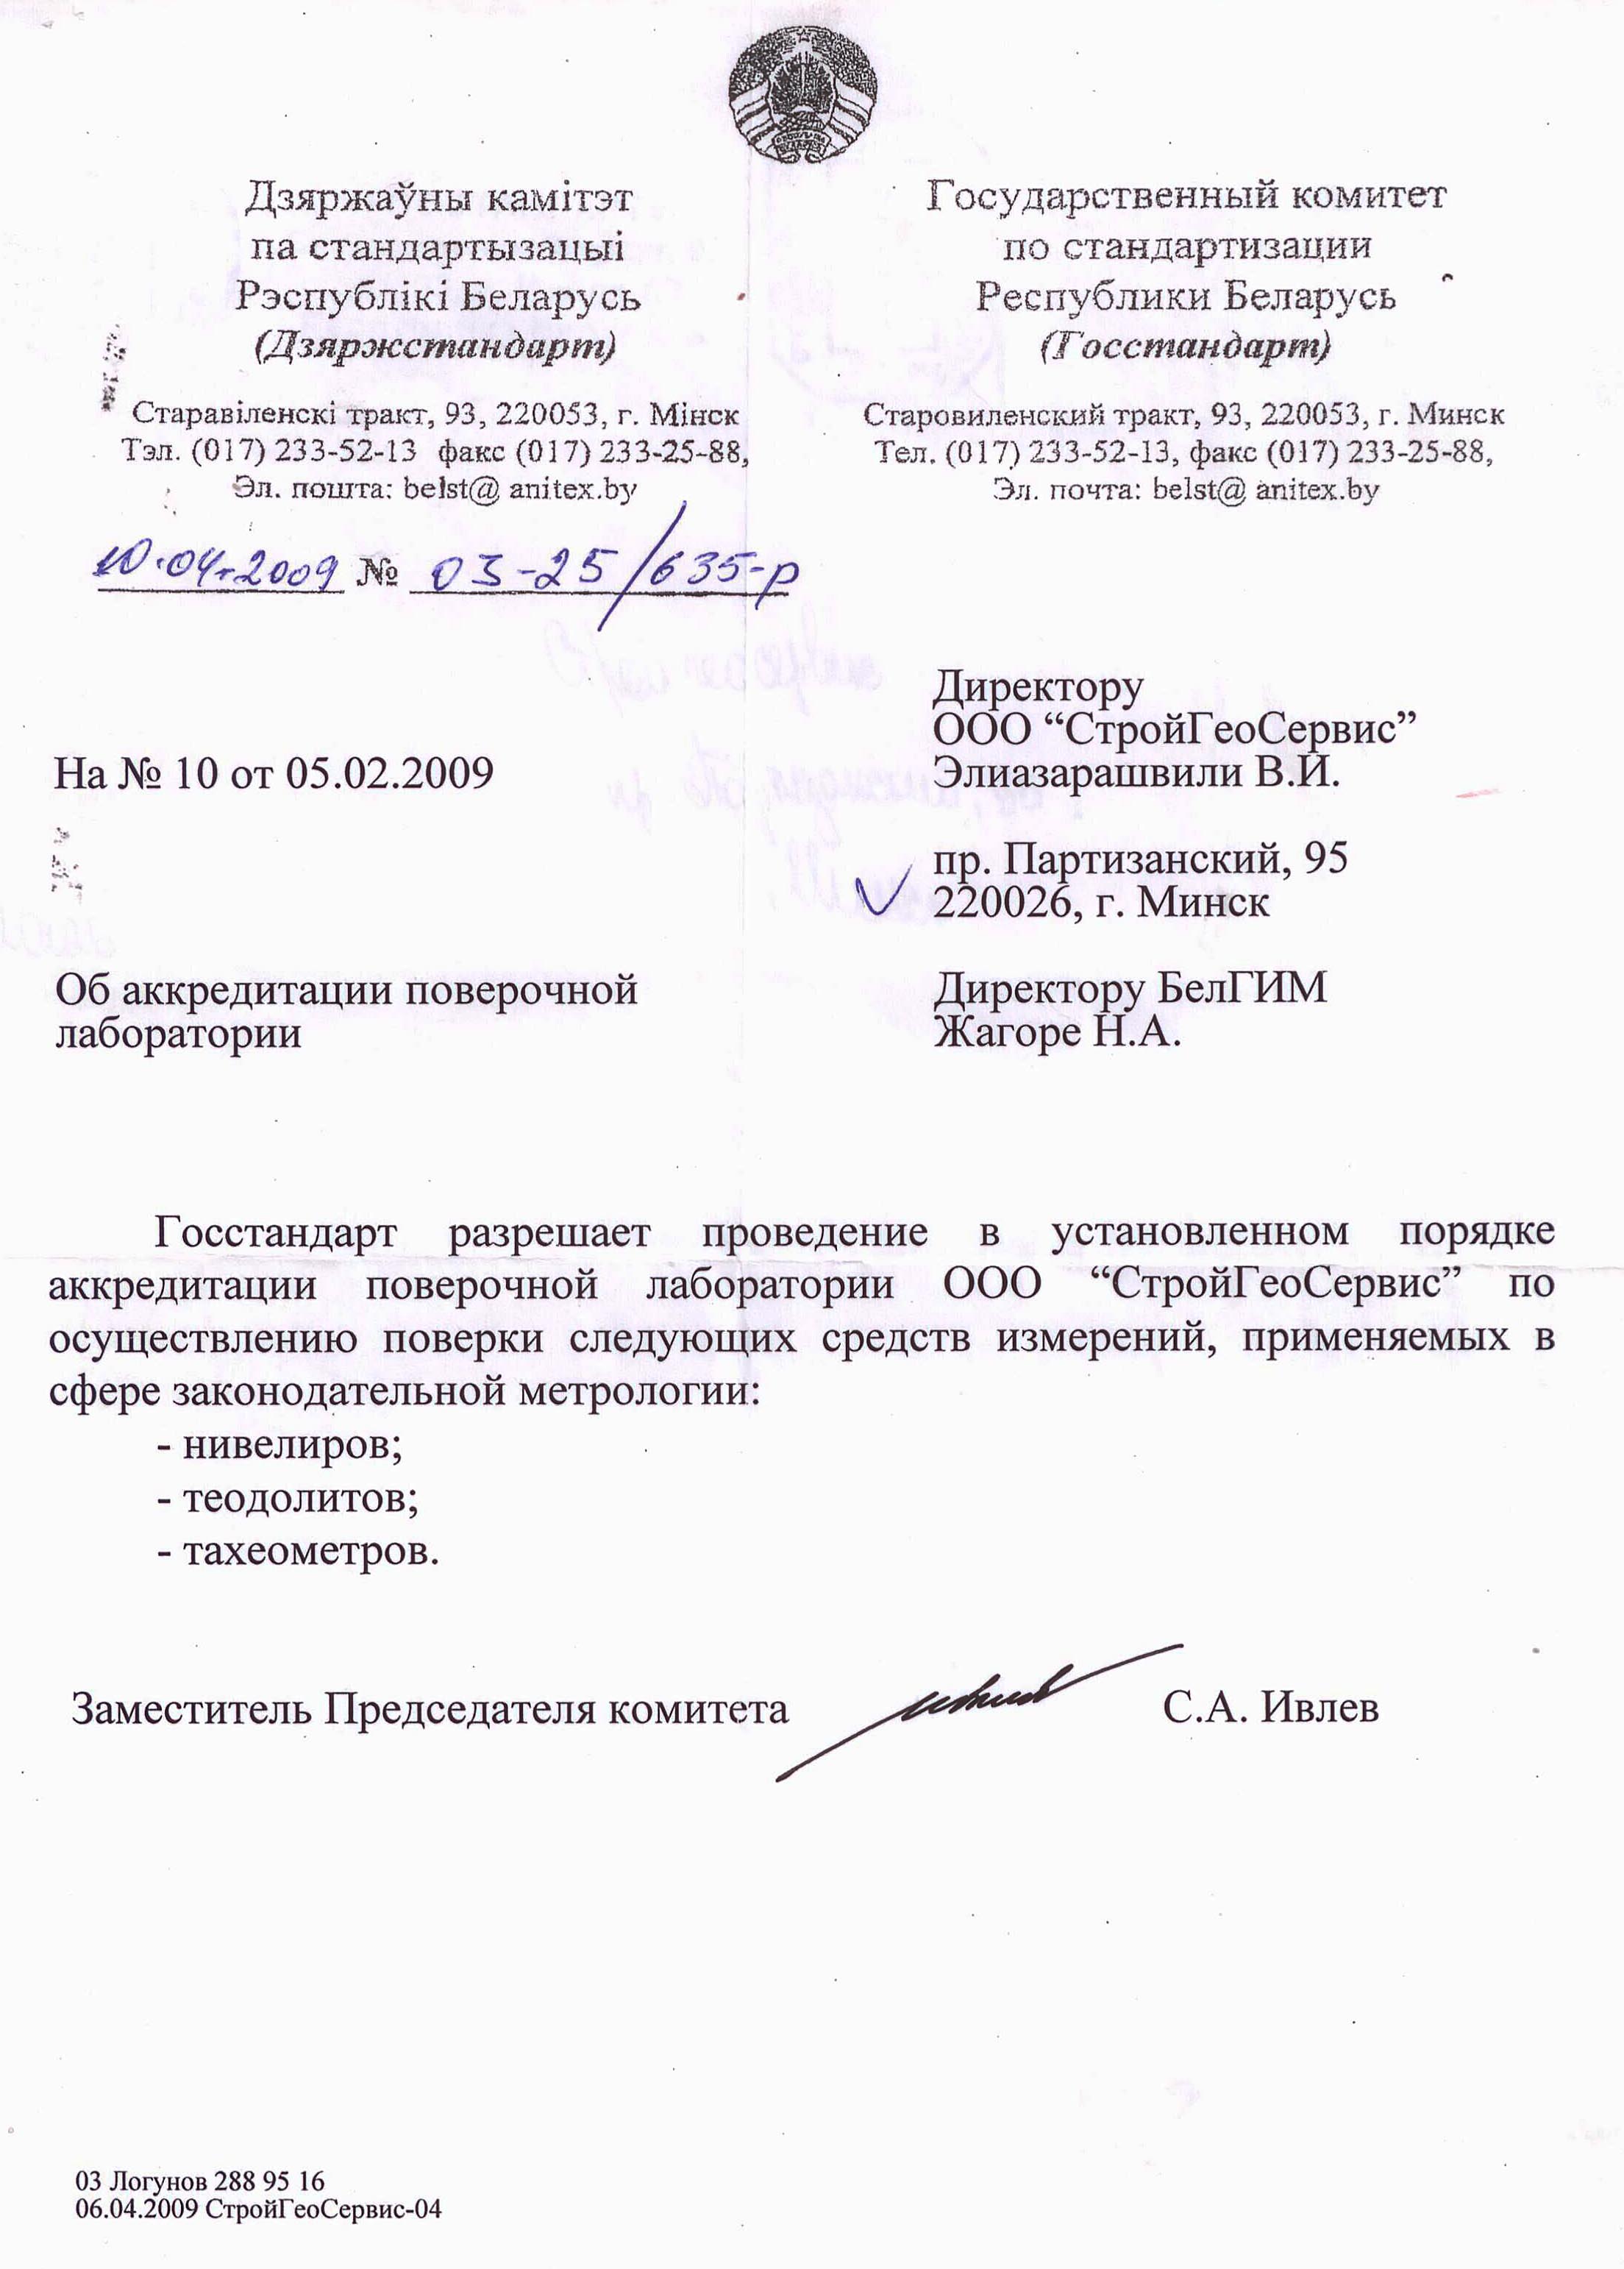 Дзяржаўны камітэт
па стандартызацыі
Рэспублікі Беларусь
(Дзяржстандарт)
Старавіленскі тракт, 93, 220053, г. Мінск
Тэл. (017) 233-52-13 факс (017) 233-25-88,
Эл. пошта: belst@ anitex.by
Государственный комитет
по стандартизации
Республики Беларусь
(Госстандарт)
Старовиленский тракт, 93, 220053, г. Минск
Тел. (017) 233-52-13, факс (017) 233-25-88,
Эл. почта: belst@ anitex.by
10.04.2009 № 03-25/635-р
Директору
ООО “СтройГеоСервис”
Элиазарашвили В.И.
На № 10 от 05.02.2009
пр. Партизанский, 95
220026, г. Минск
Об аккредитации поверочной
лаборатории
Директору БелГИМ
Жагоре Н.А.
Госстандарт разрешает проведение в установленном порядке
аккредитации поверочной лаборатории ООО “СтройГеоСервис” по
осуществлению поверки следующих средств измерений, применяемых в
сфере законодательной метрологии:
- нивелиров;
- теодолитов;
- тахеометров.
Заместитель Председателя комитета С.А. Ивлев
03 Логунов 288 95 16
06.04.2009 СтройГеоСервис-04